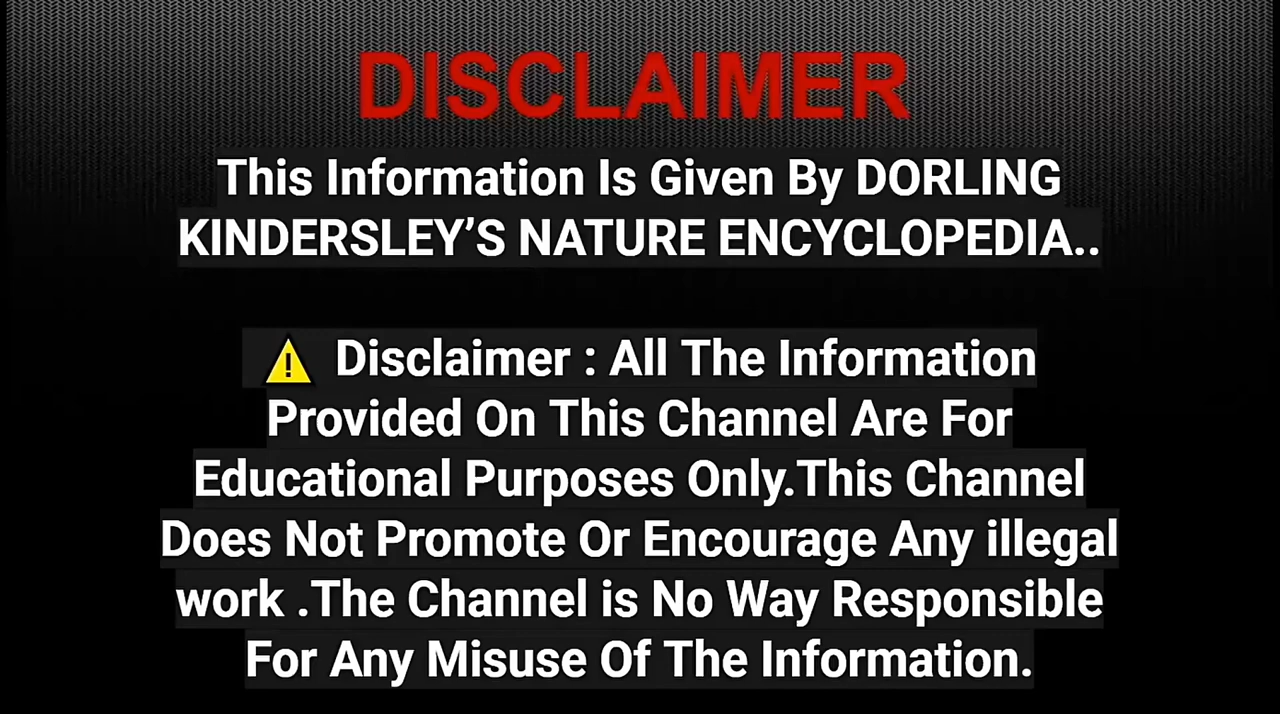 DISCLAIMER
This Information Is Given By DORLING
KINDERSLEY’S NATURE ENCYCLOPEDIA..
⚠ Disclaimer : All The Information
Provided On This Channel Are For
Educational Purposes Only.This Channel
Does Not Promote Or Encourage Any illegal
work .The Channel is No Way Responsible
For Any Misuse Of The Information.